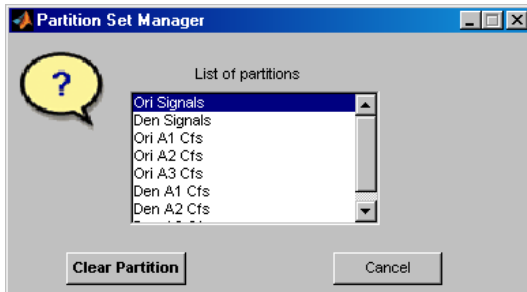 Partition Set Manager
?
List of partitions
Ori Signals
Den Signals
Ori A1 Cfs
Ori A2 Cfs
Ori A3 Cfs
Den A1 Cfs
Den A2 Cfs
Clear Partition
Cancel